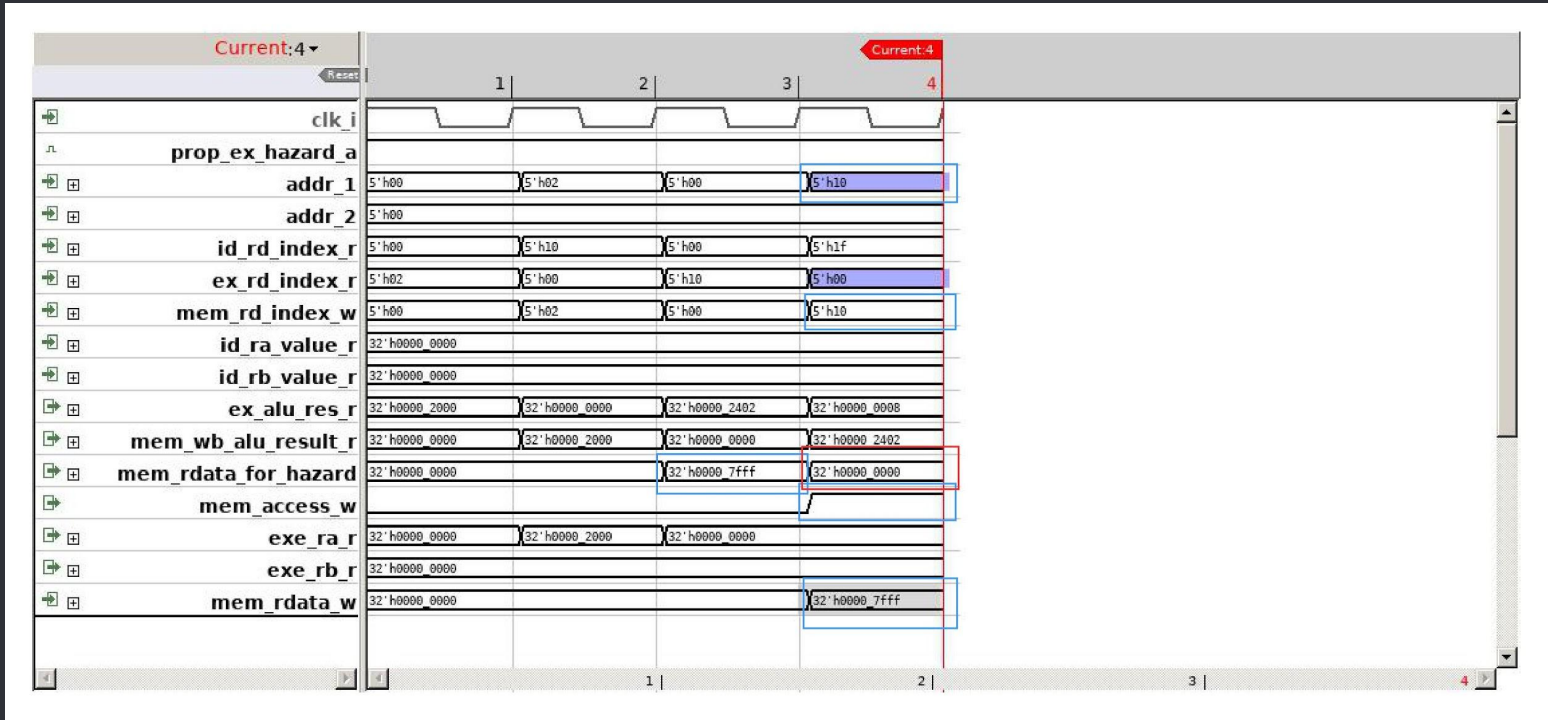 Current:4
Current:4
Reset
1 2 3 4
clk_i
prop_ex_hazard_a
addr_1 5'h00 5'h02 5'h00 5'h10
addr_2 5'h00
id_rd_index_r 5'h00 5'h10 5'h00 5'h1f
ex_rd_index_r 5'h02 5'h00 5'h10 5'h00
mem_rd_index_w 5'h00 5'h02 5'h00 5'h10
id_ra_value_r 32'h0000_0000
id_rb_value_r 32'h0000_0000
ex_alu_res_r 32'h0000_2000 32'h0000_0000 32'h0000_2402 32'h0000_0008
mem_wb_alu_result_r 32'h0000_0000 32'h0000_2000 32'h0000_0000 32'h0000_2402
mem_rdata_for_hazard 32'h0000_0000 32'h0000_7fff 32'h0000_0000
mem_access_w
exe_ra_r 32'h0000_0000 32'h0000_2000 32'h0000_0000
exe_rb_r 32'h0000_0000
mem_rdata_w 32'h0000_0000 32'h0000_7fff
1 2 3 4